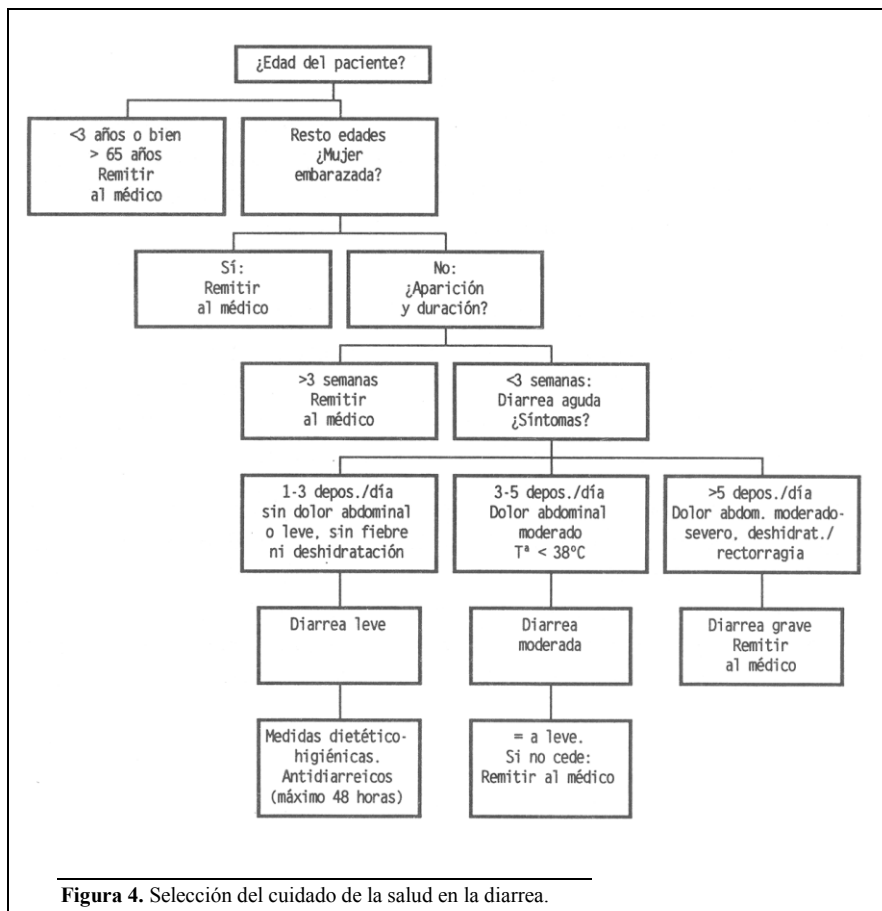 ¿Edad del paciente?
<3 años o bien
> 65 años
Remitir
al médico
Resto edades
¿Mujer
embarazada?
Sí:
Remitir
al médico
No:
¿Aparición
y duración?
>3 semanas
Remitir
al médico
<3 semanas:
Diarrea aguda
¿Síntomas?
1-3 depos./día
sin dolor abdominal
o leve, sin fiebre
ni deshidratación
3-5 depos./día
Dolor abdominal
moderado
Tª < 38ºC
>5 depos./día
Dolor abdom. moderado-
severo, deshidrat./
rectorragia
Diarrea leve
Diarrea
moderada
Diarrea grave
Remitir
al médico
Medidas dietético-
higiénicas.
Antidiarreicos
(máximo 48 horas)
= a leve.
Si no cede:
Remitir al médico
Figura 4. Selección del cuidado de la salud en la diarrea.